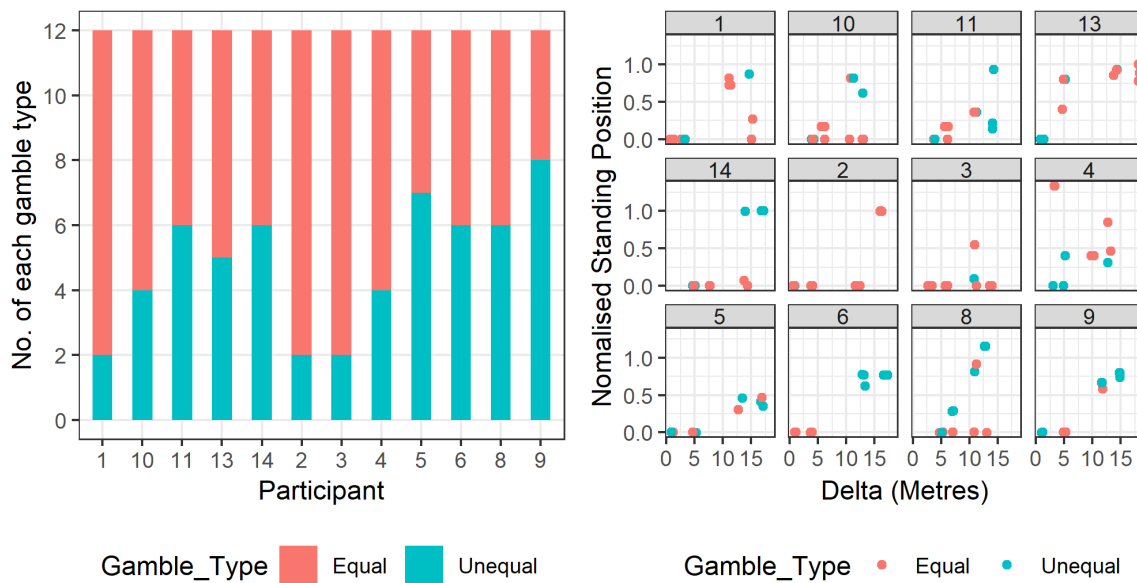 No. of each gamble type
12
10
8
6
4
2
0
1 10 11 13 14 2 3 4 5 6 8 9
Participant
Gamble_Type Equal Unequal
Nomalised Standing Position
1 10 11 13
1.0
0.5
0.0
14 2 3 4
1.0
0.5
0.0
5 6 8 9
1.0
0.5
0.0
0 5 10 15 0 5 10 15 0 5 10 15 0 5 10 15
Delta (Metres)
Gamble_Type Equal Unequal